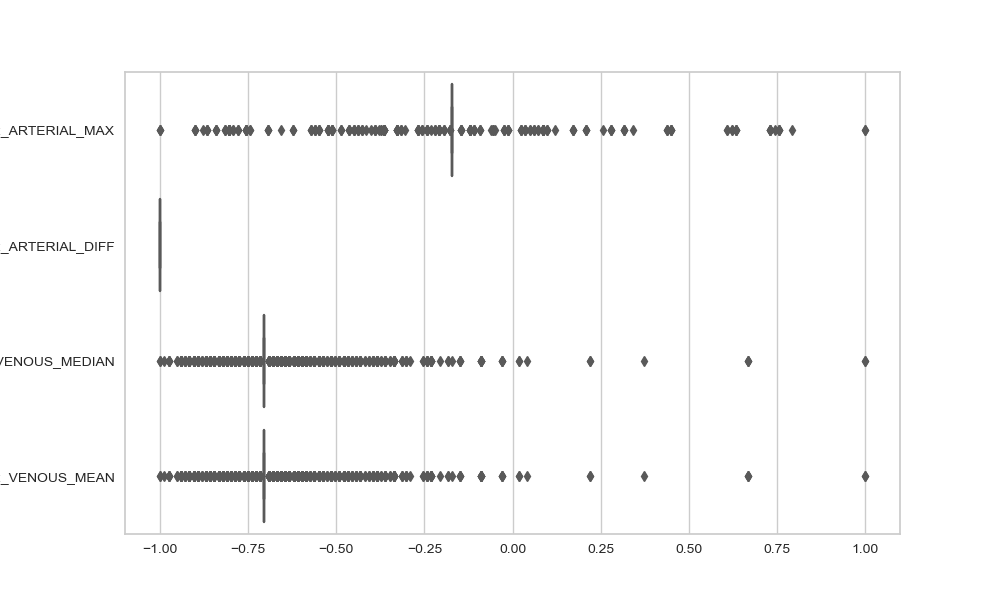 _ARTERIAL_MAX
_ARTERIAL_DIFF
VENOUS_MEDIAN
_VENOUS_MEAN
−1.00 −0.75 −0.50 −0.25 0.00 0.25 0.50 0.75 1.00